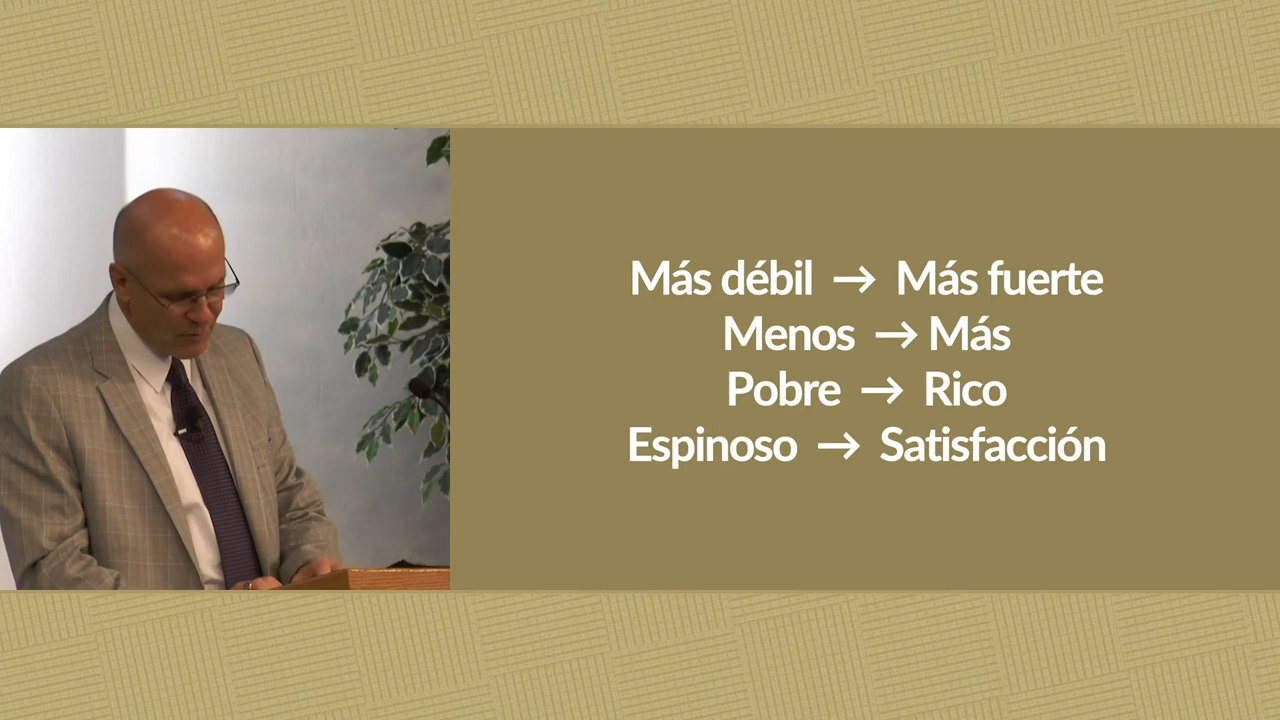 Más débil → Más fuerte
Menos → Más
Pobre → Rico
Espinoso → Satisfacción